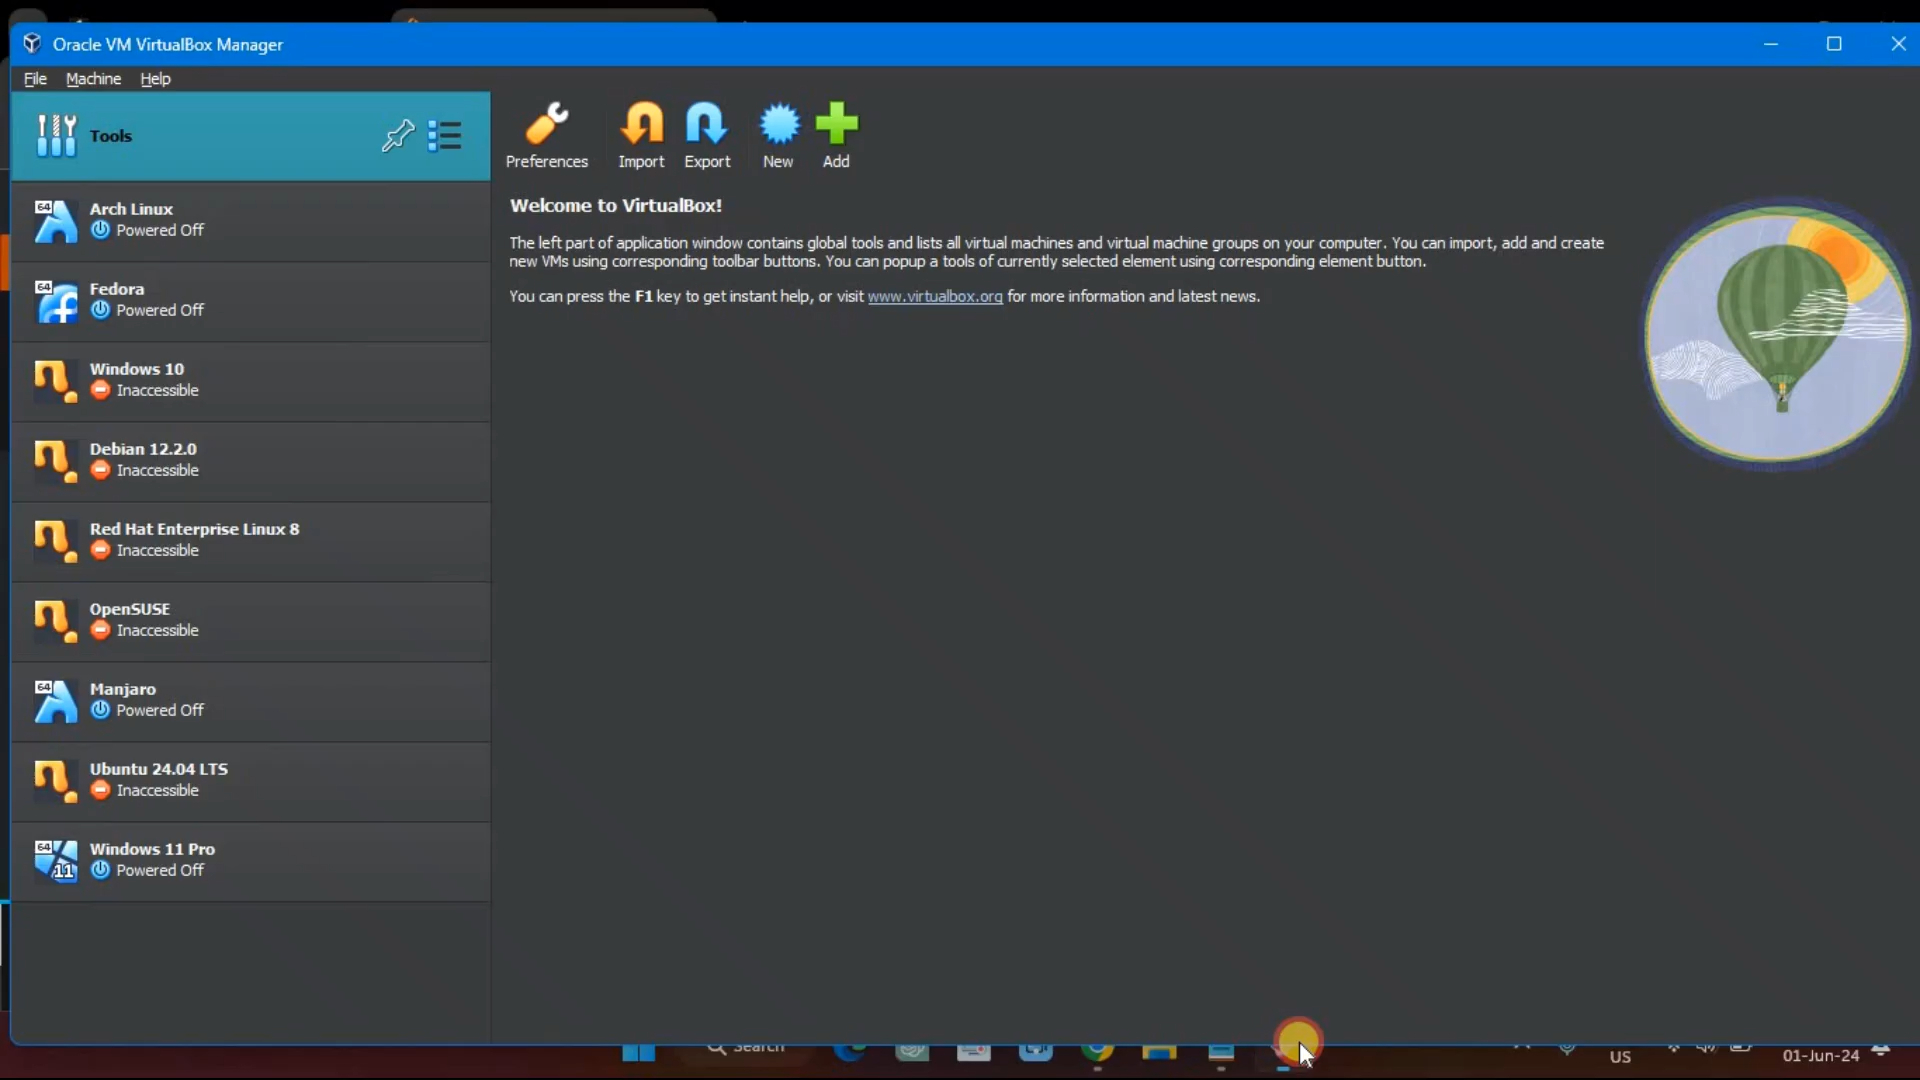 Oracle VM VirtualBox Manager
File Machine Help
Tools
Preferences Import Export New Add
64 Arch Linux
Powered Off
64 Fedora
Powered Off
Windows 10
Inaccessible
Debian 12.2.0
Inaccessible
Red Hat Enterprise Linux 8
Inaccessible
OpenSUSE
Inaccessible
64 Manjaro
Powered Off
Ubuntu 24.04 LTS
Inaccessible
64 Windows 11 Pro
11 Powered Off
Welcome to VirtualBox!
The left part of application window contains global tools and lists all virtual machines and virtual machine groups on your computer. You can import, add and create
new VMs using corresponding toolbar buttons. You can popup a tools of currently selected element using corresponding element button.
You can press the F1 key to get instant help, or visit www.virtualbox.org for more information and latest news.
Search US 01-Jun-24